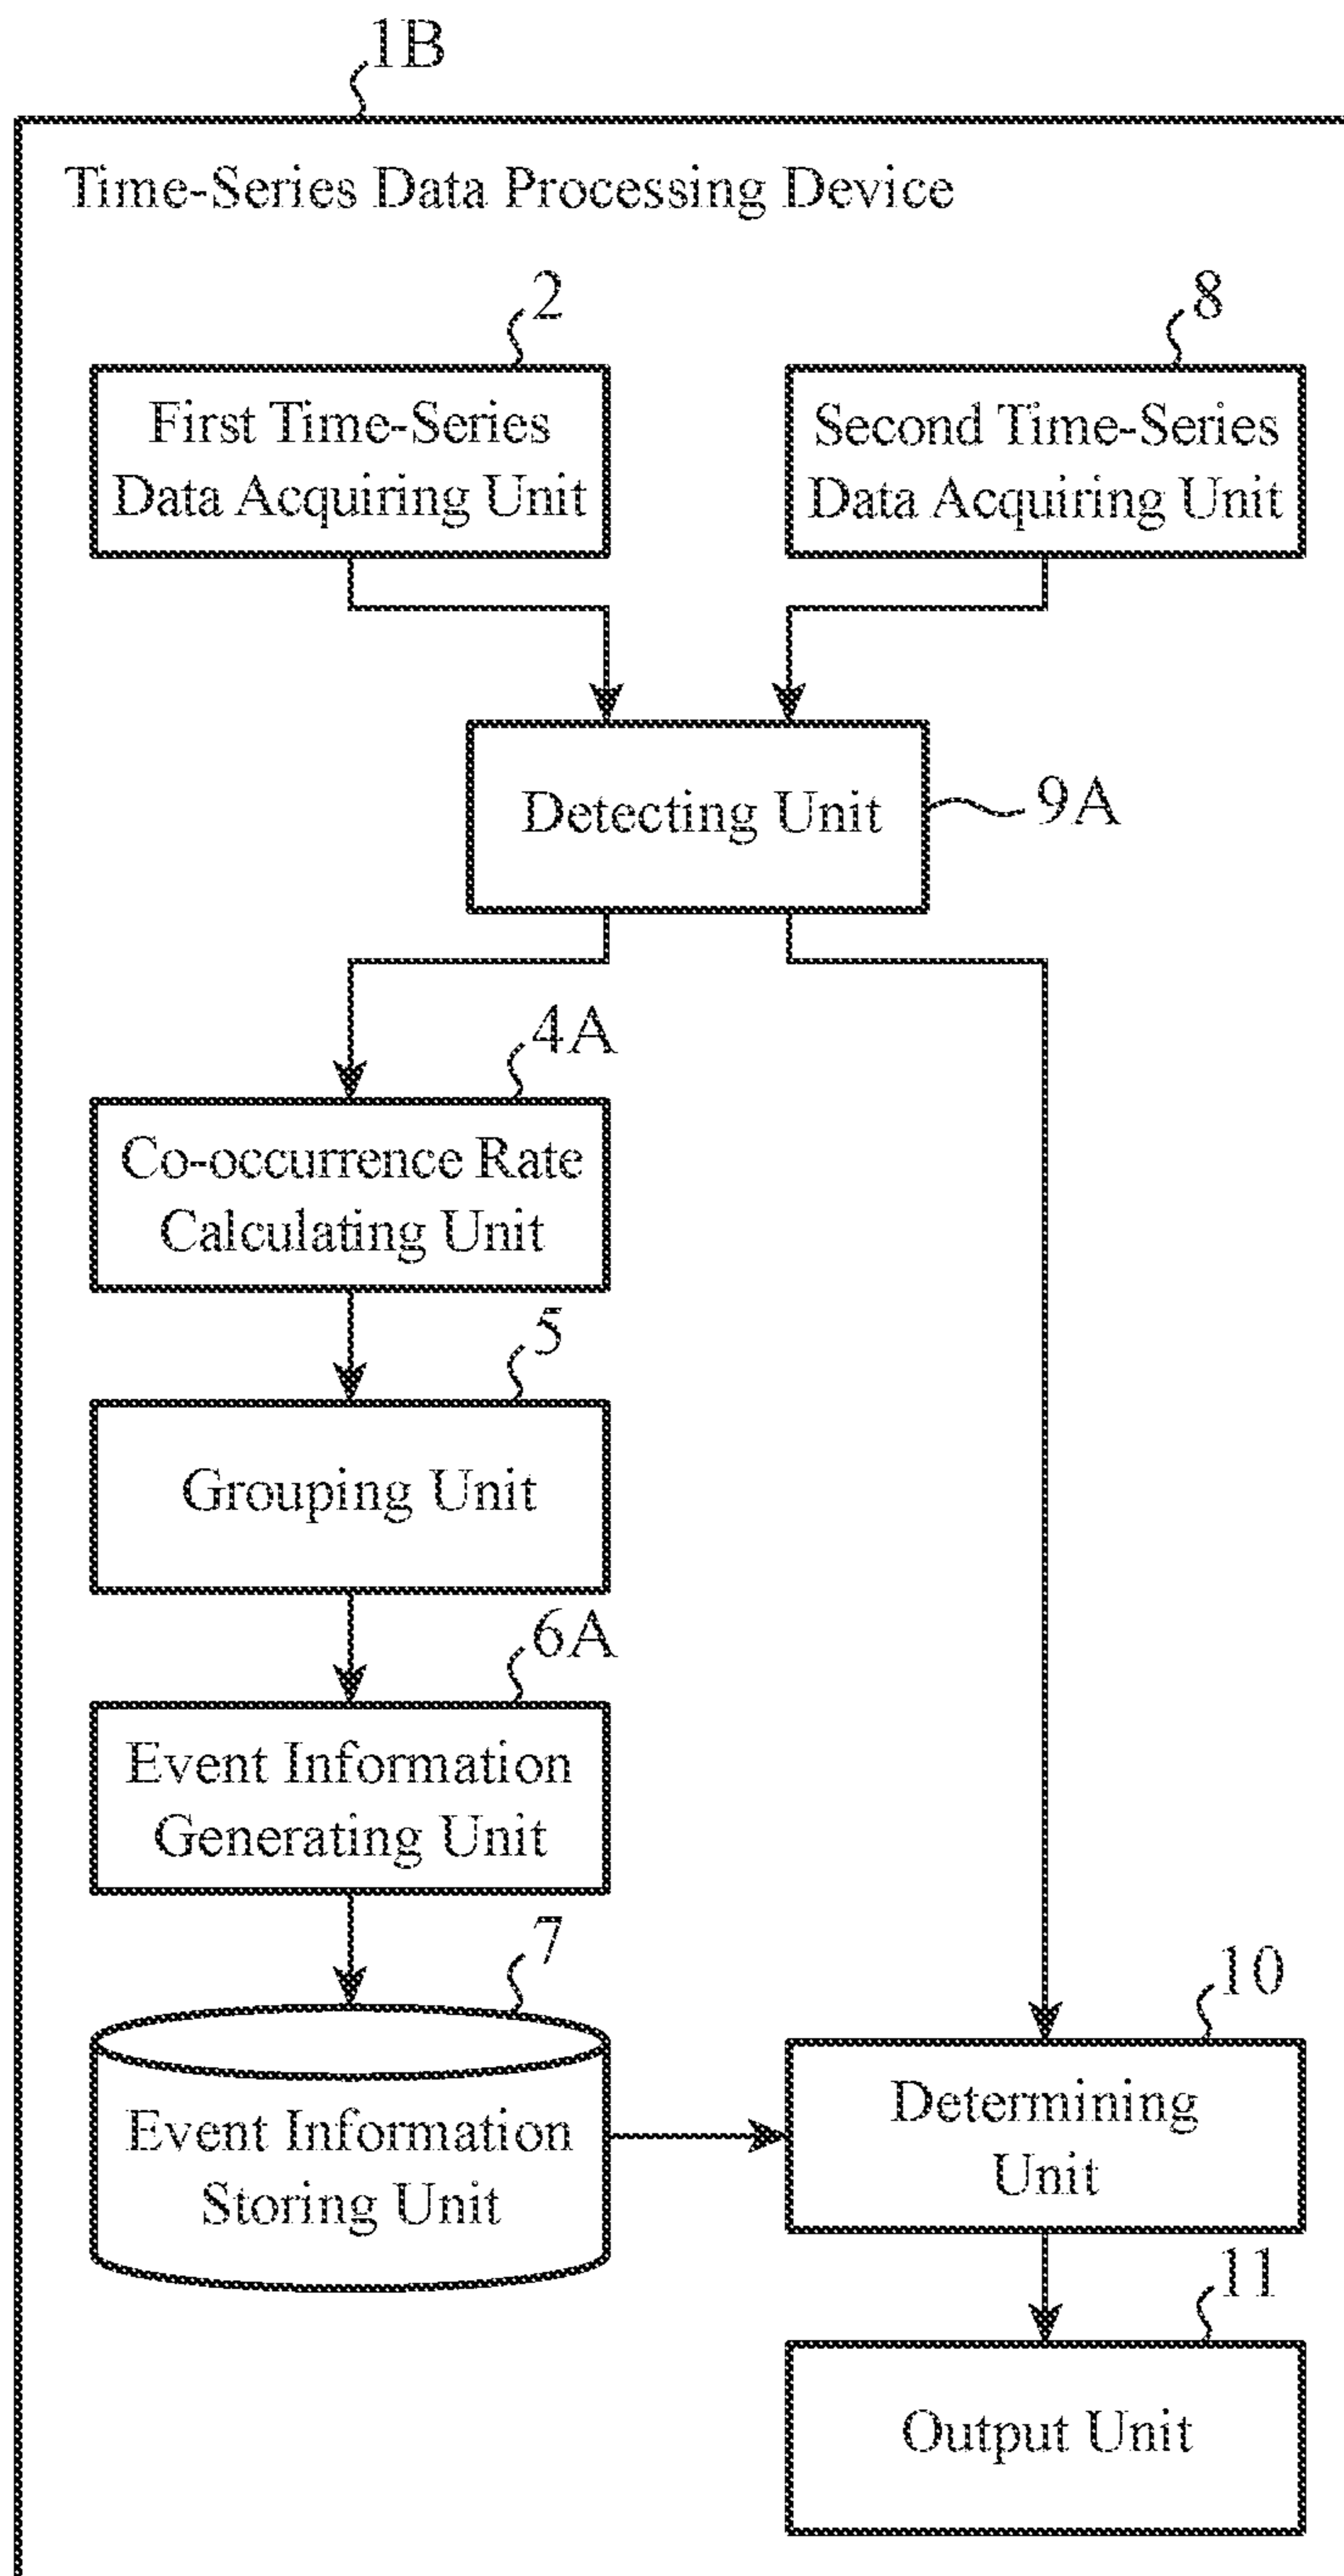 1B
Time-Series Data Processing Device
2
8
First Time-Series
Data Acquiring Unit
Second Time-Series
Data Acquiring Unit
Detecting Unit
9A
4A
Co-occurrence Rate
Calculating Unit
5
Grouping Unit
6A
Event Information
Generating Unit
7
10
Event Information
Storing Unit
Determining
Unit
11
Output Unit